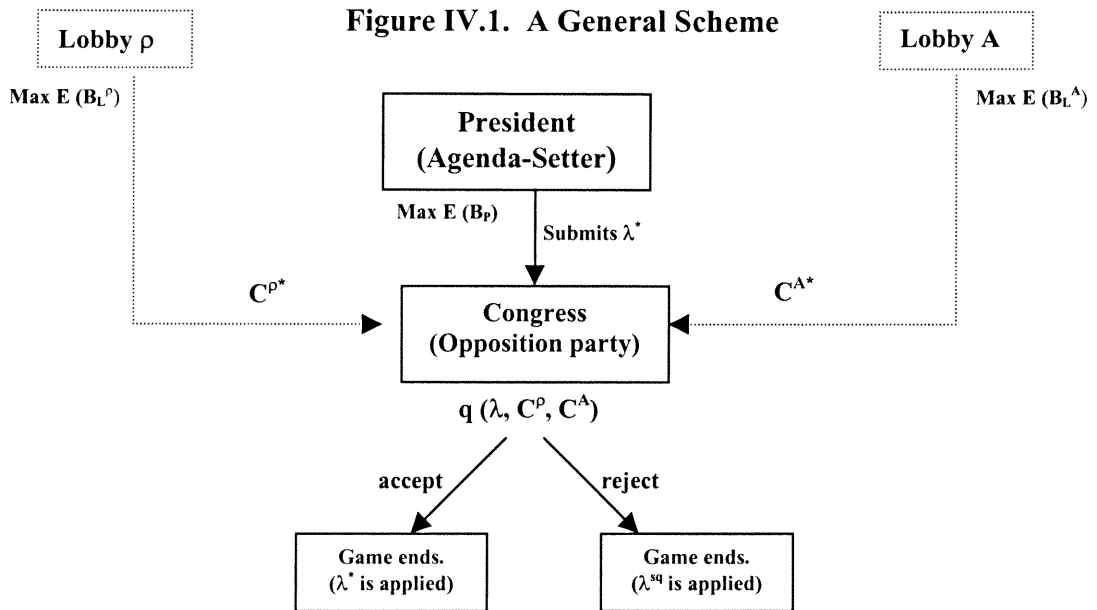 Figure IV.1. A General Scheme
Lobby ρ
Lobby A
Max E (B_L^ρ)
Max E (B_L^A)
President
(Agenda-Setter)
Max E (B_P)
Submits λ*
C^ρ*
C^A*
Congress
(Opposition party)
q (λ, C^ρ, C^A)
accept
reject
Game ends.
(λ* is applied)
Game ends.
(λ^sq is applied)